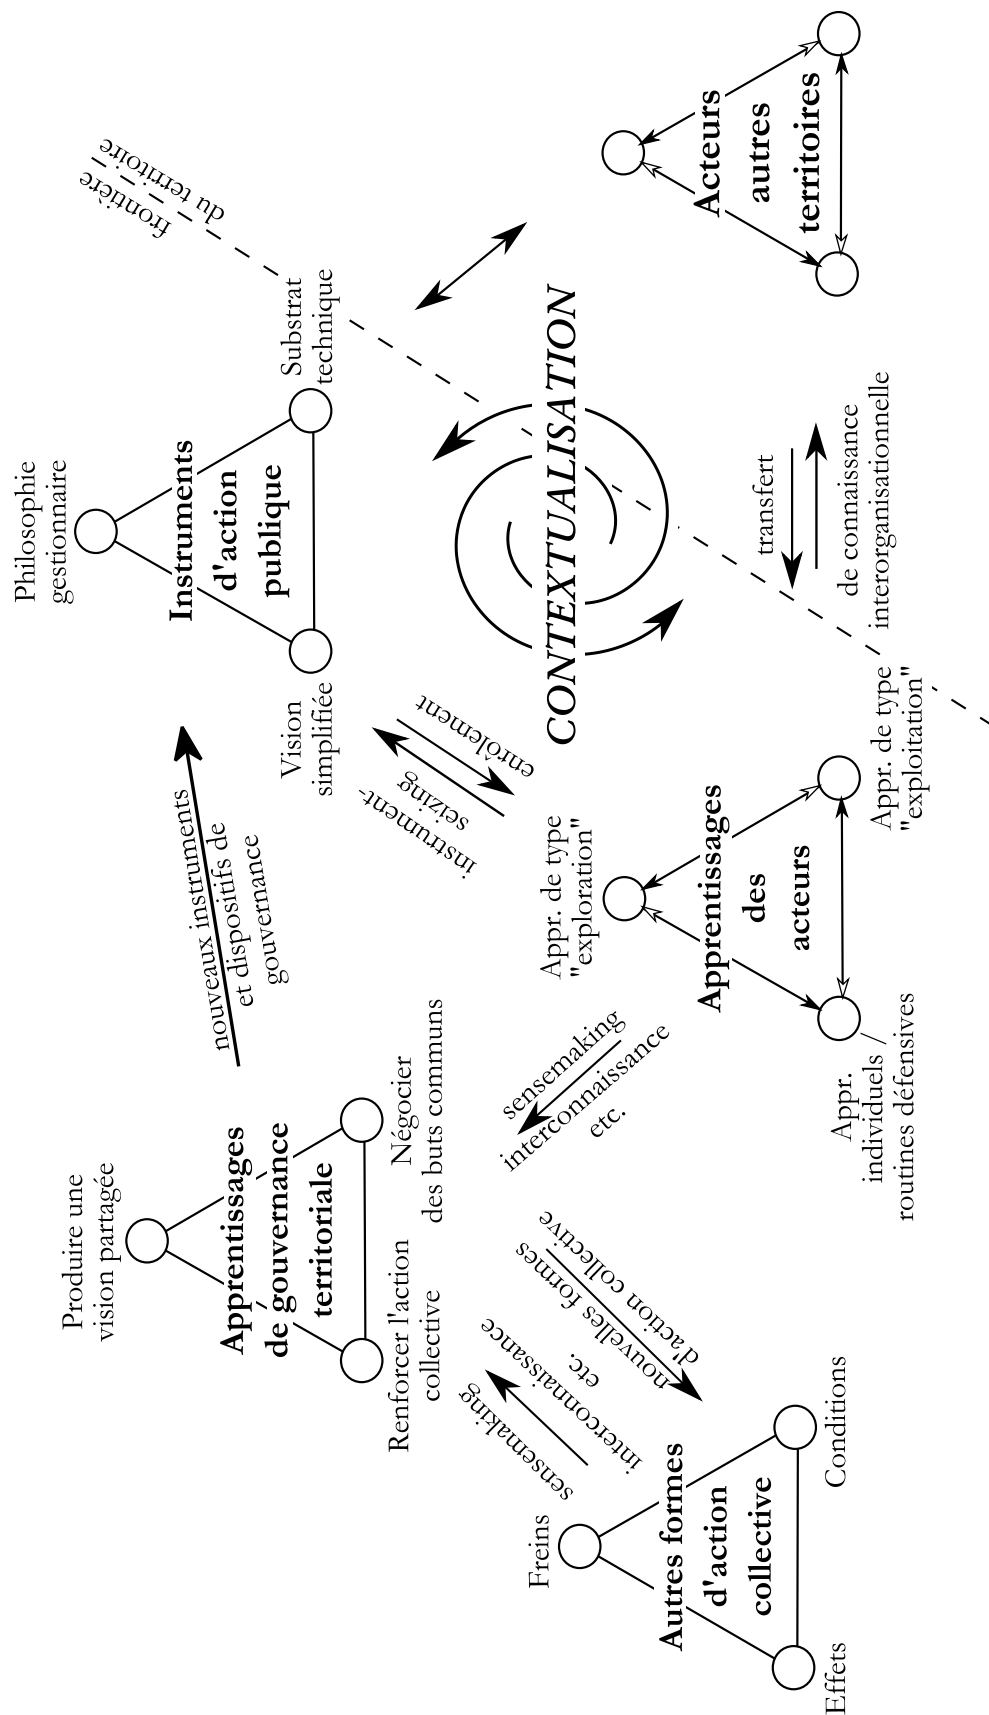 Produire une
vision partagée
Apprentissages
de gouvernance
territoriale
Renforcer l'action
collective
Négocier
des buts communs
nouveaux instruments
et dispositifs de
gouvernance
Philosophie
gestionnaire
Instruments
d'action
publique
Vision
simplifiée
Substrat
technique
frontière
du territoire
sensemaking
interconnaissance
etc.
nouvelles formes
d'action collective
sensemaking
interconnaissance
etc.
instrument-
seizing
enrôlement
CONTEXTUALISATION
Freins
Autres formes
d'action
collective
Effets
Conditions
Appr. de type
"exploration"
Apprentissages
des
acteurs
Appr.
individuels /
routines défensives
Appr. de type
"exploitation"
transfert
de connaissance
interorganisationnelle
Acteurs
autres
territoires